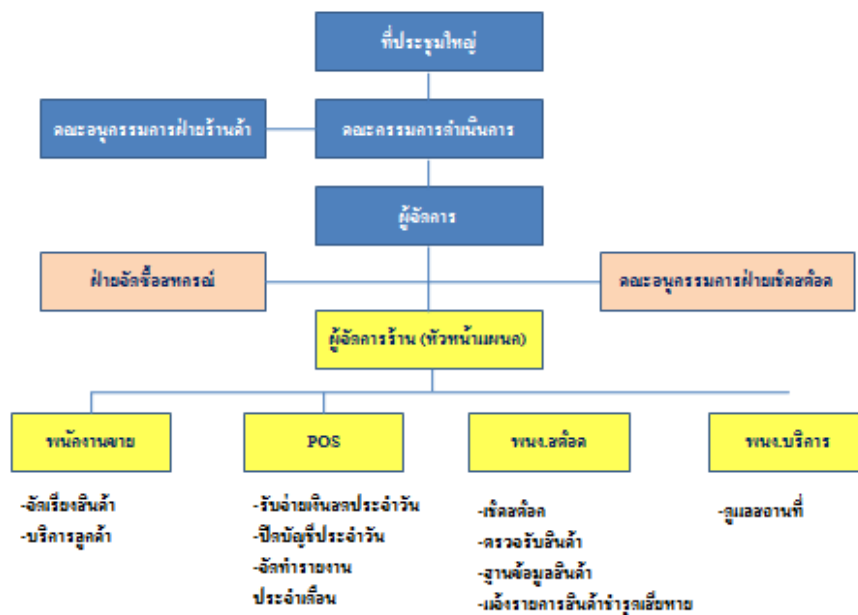 ที่ประชุมใหญ่
คณะอนุกรรมการฝ่ายร้านค้า
คณะกรรมการดำเนินการ
ผู้จัดการ
ฝ่ายจัดซื้อสหกรณ์
คณะอนุกรรมการฝ่ายเช็คสต๊อค
ผู้จัดการร้าน (หัวหน้าแผนก)
พนักงานขาย
POS
พนง.สต๊อค
พนง.บริการ
-จัดเรียงสินค้า
-บริการลูกค้า
-รับจ่ายเงินสดประจำวัน
-ปิดบัญชีประจำวัน
-จัดทำรายงาน
ประจำเดือน
-เช็คสต๊อค
-ตรวจรับสินค้า
-ฐานข้อมูลสินค้า
-แจ้งรายการสินค้าชำรุดเสียหาย
-ดูแลสถานที่